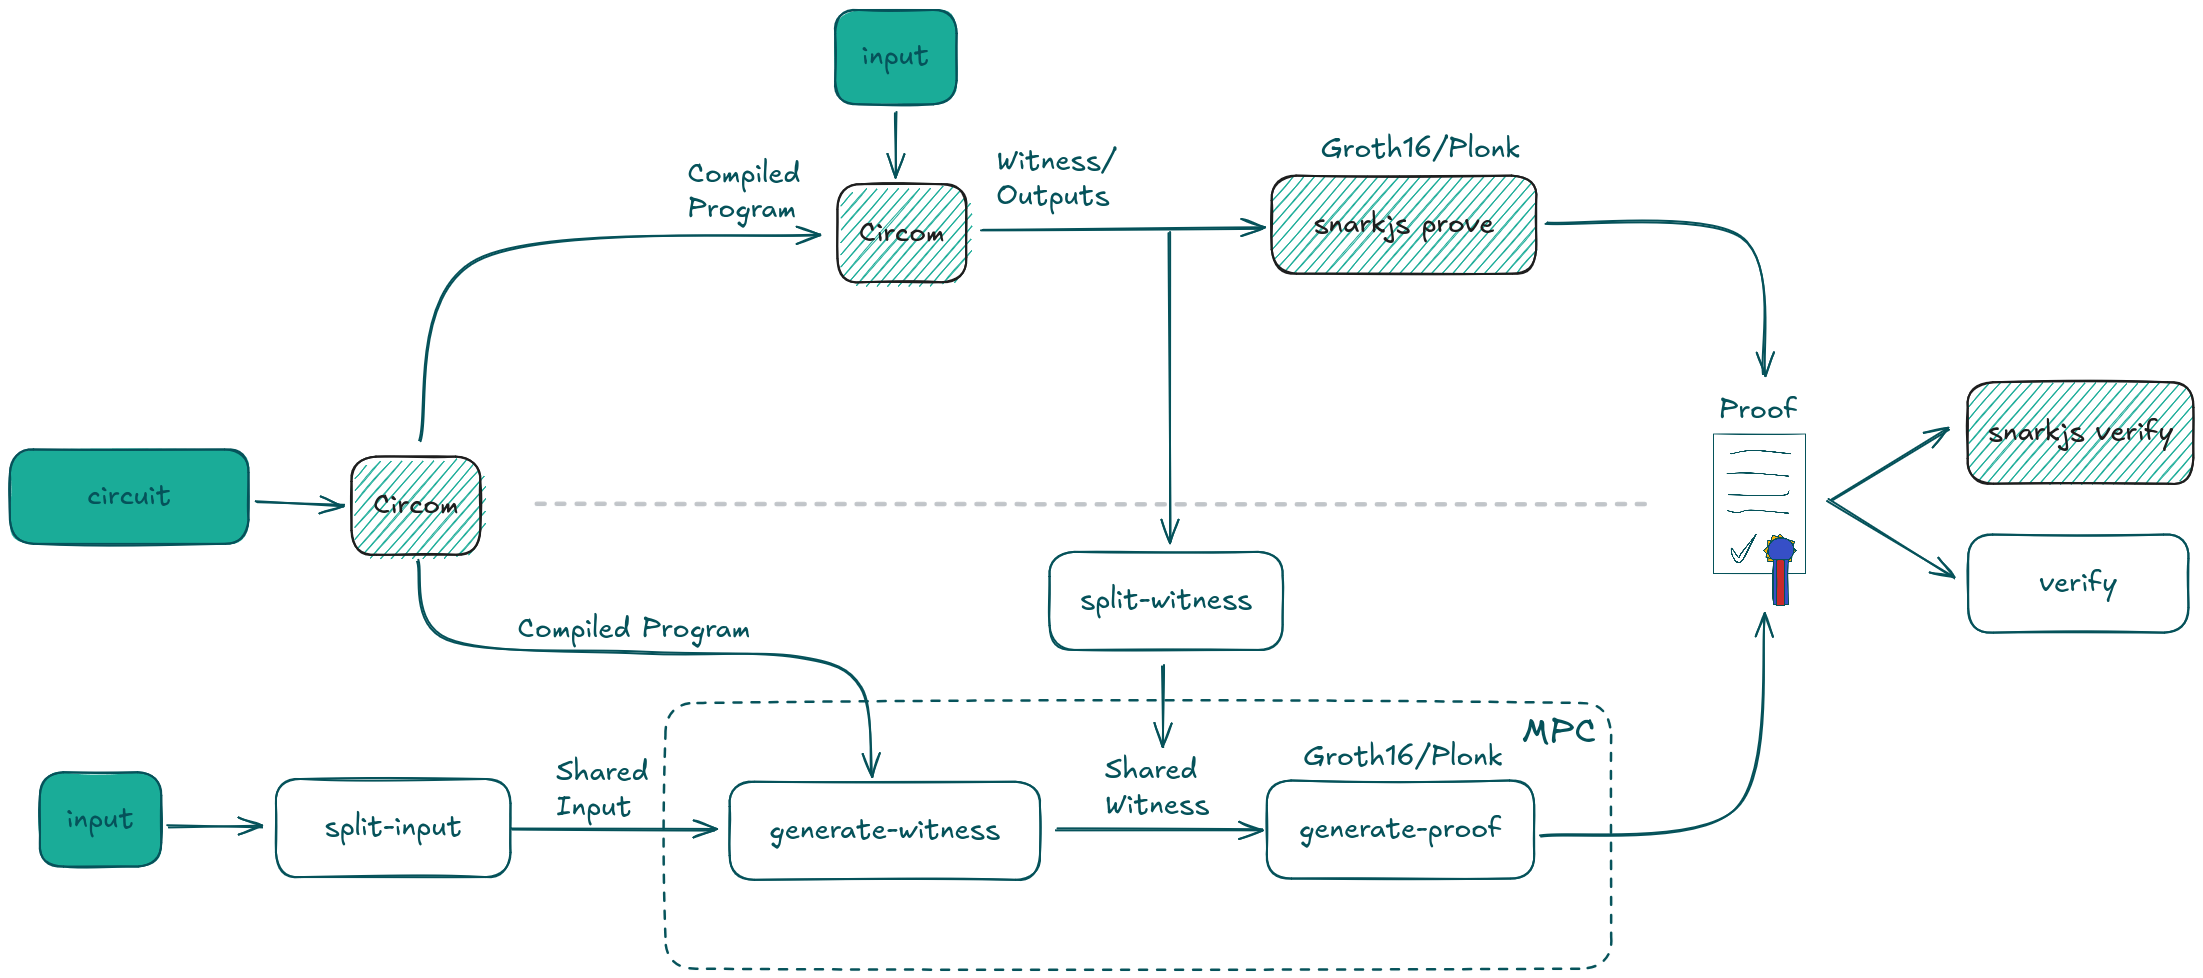 input
Compiled
Program
Circom
Witness/
Outputs
Groth16/Plonk
snarkjs prove
Proof
snarkjs verify
verify
circuit
Circom
Compiled Program
split-witness
MPC
input
split-input
Shared
Input
generate-witness
Shared
Witness
Groth16/Plonk
generate-proof